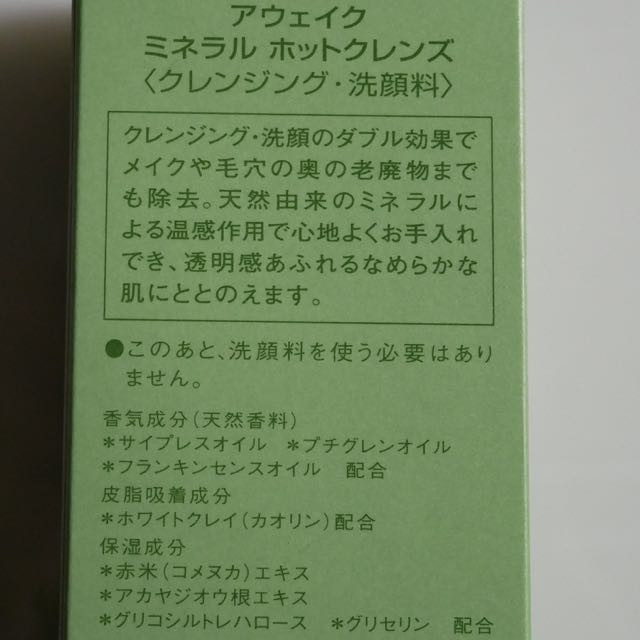 アウェイク
ミネラル ホットクレンズ
〈クレンジング・洗顔料〉
クレンジング・洗顔のダブル効果で
メイクや毛穴の奥の老廃物まで
も除去。天然由来のミネラルに
よる温感作用で心地よくお手入れ
でき、透明感あふれるなめらかな
肌にととのえます。
●このあと、洗顔料を使う必要はあり
ません。
香気成分(天然香料)
*サイプレスオイル *プチグレンオイル
*フランキンセンスオイル 配合
皮脂吸着成分
*ホワイトクレイ(カオリン)配合
保湿成分
*赤米(コメヌカ)エキス
*アカヤジオウ根エキス
*グリコシルトレハロース *グリセリン 配合